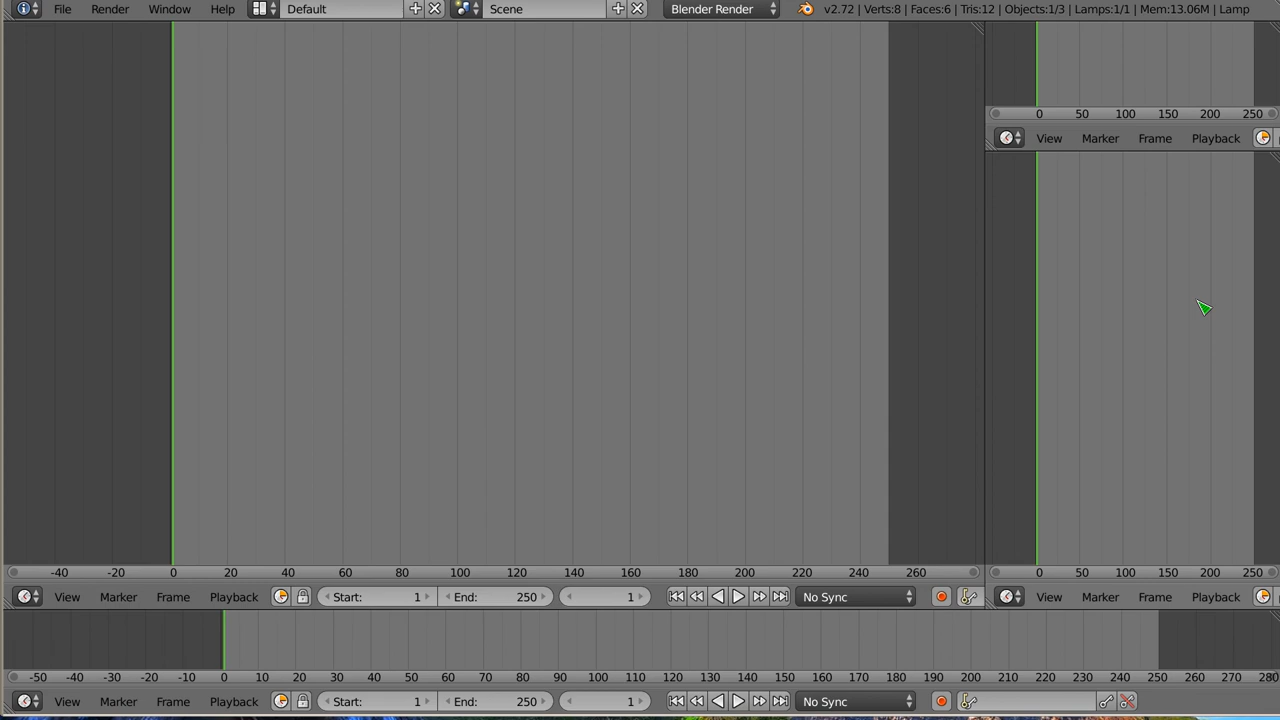 File Render Window Help Default Scene Blender Render v2.72 | Verts:8 | Faces:6 | Tris:12 | Objects:1/3 | Lamps:1/1 | Mem:13.06M | Lamp
0 50 100 150 200 250
View Marker Frame Playback
-40 -20 0 20 40 60 80 100 120 140 160 180 200 220 240 260
0 50 100 150 200 250
View Marker Frame Playback Start: 1 End: 250 1 No Sync
View Marker Frame Playback
-50 -40 -30 -20 -10 0 10 20 30 40 50 60 70 80 90 100 110 120 130 140 150 160 170 180 190 200 210 220 230 240 250 260 270 280
View Marker Frame Playback Start: 1 End: 250 1 No Sync